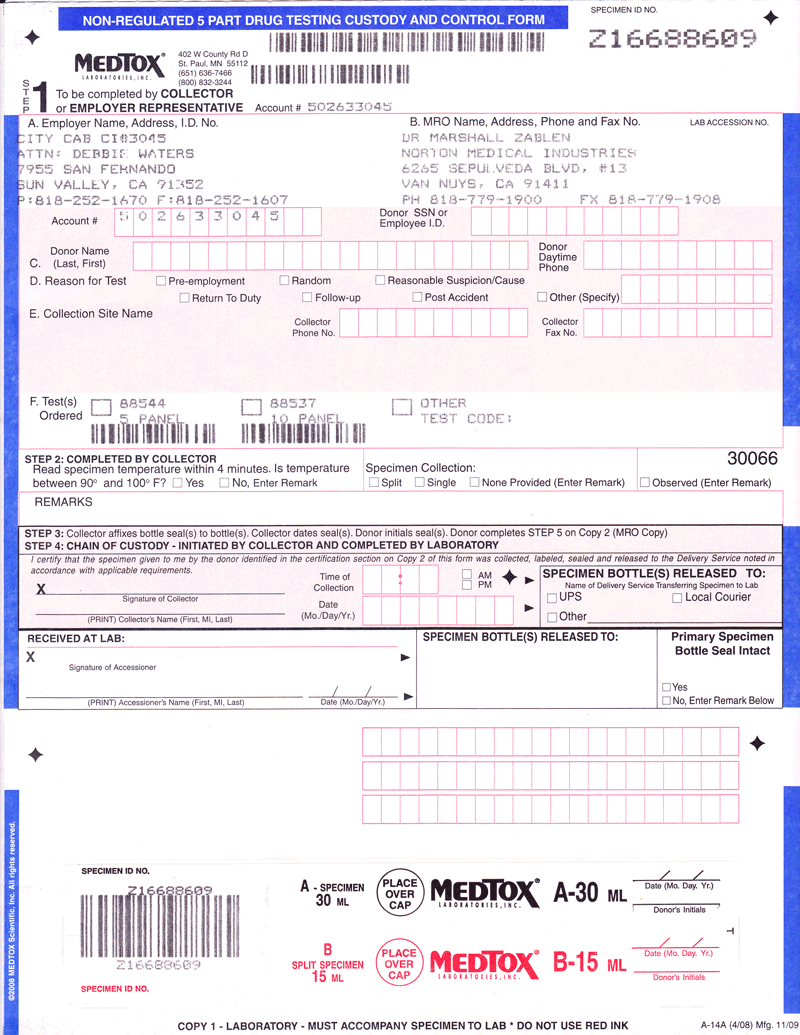 NON-REGULATED 5 PART DRUG TESTING CUSTODY AND CONTROL FORM
SPECIMEN ID NO.
Z16688609
MEDTOX®
LABORATORIES, INC.
402 W County Rd D
St. Paul, MN 55112
(651) 636-7466
(800) 832-3244
STEP 1 To be completed by COLLECTOR
or EMPLOYER REPRESENTATIVE Account # 502633045
A. Employer Name, Address, I.D. No.
B. MRO Name, Address, Phone and Fax No.
LAB ACCESSION NO.
CITY CAB CI#3045
ATTN: DEBBIE WATERS
7955 SAN FERNANDO
SUN VALLEY, CA 91352
P:818-252-1670 F:818-252-1607
DR MARSHALL ZABLEN
NORTON MEDICAL INDUSTRIES
6265 SEPULVEDA BLVD, #13
VAN NUYS, CA 91411
PH 818-779-1900 FX 818-779-1908
Account # 502633045
Donor SSN or
Employee I.D.
C. Donor Name
(Last, First)
Donor
Daytime
Phone
D. Reason for Test Pre-employment Random Reasonable Suspicion/Cause
Return To Duty Follow-up Post Accident Other (Specify)
E. Collection Site Name
Collector
Phone No.
Collector
Fax No.
F. Test(s)
Ordered
88544
5 PANEL
88537
10 PANEL
OTHER
TEST CODE:
STEP 2: COMPLETED BY COLLECTOR
Read specimen temperature within 4 minutes. Is temperature
between 90° and 100° F? Yes No, Enter Remark
Specimen Collection:
Split Single None Provided (Enter Remark)
30066
Observed (Enter Remark)
REMARKS
STEP 3: Collector affixes bottle seal(s) to bottle(s). Collector dates seal(s). Donor initials seal(s). Donor completes STEP 5 on Copy 2 (MRO Copy)
STEP 4: CHAIN OF CUSTODY - INITIATED BY COLLECTOR AND COMPLETED BY LABORATORY
I certify that the specimen given to me by the donor identified in the certification section on Copy 2 of this form was collected, labeled, sealed and released to the Delivery Service noted in
accordance with applicable requirements.
X
Signature of Collector
(PRINT) Collector's Name (First, MI, Last)
Time of
Collection
AM
PM
Date
(Mo./Day/Yr.)
SPECIMEN BOTTLE(S) RELEASED TO:
Name of Delivery Service Transferring Specimen to Lab
UPS Local Courier
Other
RECEIVED AT LAB:
X
Signature of Accessioner
(PRINT) Accessioner's Name (First, MI, Last) Date (Mo./Day/Yr.)
SPECIMEN BOTTLE(S) RELEASED TO:
Primary Specimen
Bottle Seal Intact
Yes
No, Enter Remark Below
©2008 MEDTOX Scientific, Inc. All rights reserved.
SPECIMEN ID NO.
Z16688609
Z16688609
SPECIMEN ID NO.
A - SPECIMEN
30 ML
PLACE
OVER
CAP
MEDTOX®
LABORATORIES, INC.
A-30 ML
Date (Mo. Day. Yr.)
Donor's Initials
B
SPLIT SPECIMEN
15 ML
PLACE
OVER
CAP
MEDTOX®
LABORATORIES, INC.
B-15 ML
Date (Mo. Day. Yr.)
Donor's Initials
COPY 1 - LABORATORY - MUST ACCOMPANY SPECIMEN TO LAB * DO NOT USE RED INK
A-14A (4/08) Mfg. 11/09